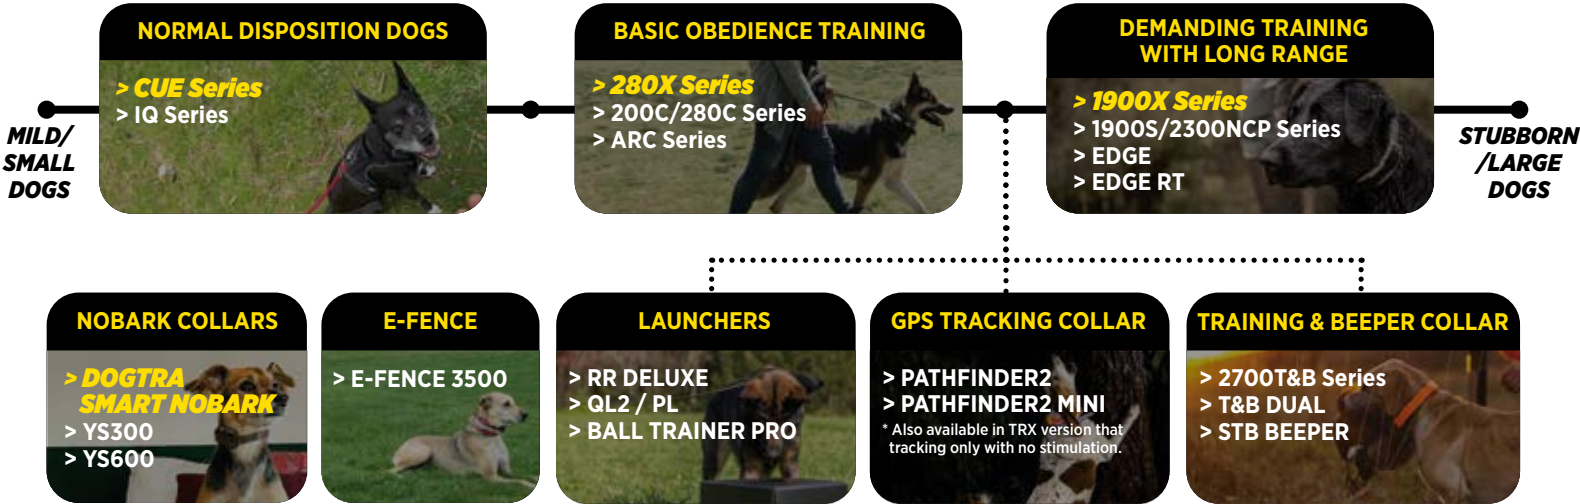 NORMAL DISPOSITION DOGS
> CUE Series
> IQ Series
BASIC OBEDIENCE TRAINING
> 280X Series
> 200C/280C Series
> ARC Series
DEMANDING TRAINING
WITH LONG RANGE
> 1900X Series
> 1900S/2300NCP Series
> EDGE
> EDGE RT
MILD/
SMALL
DOGS
STUBBORN
/LARGE
DOGS
NOBARK COLLARS
> DOGTRA
SMART NOBARK
> YS300
> YS600
E-FENCE
> E-FENCE 3500
LAUNCHERS
> RR DELUXE
> QL2 / PL
> BALL TRAINER PRO
GPS TRACKING COLLAR
> PATHFINDER2
> PATHFINDER2 MINI
* Also available in TRX version that
tracking only with no stimulation.
TRAINING & BEEPER COLLAR
> 2700T&B Series
> T&B DUAL
> STB BEEPER